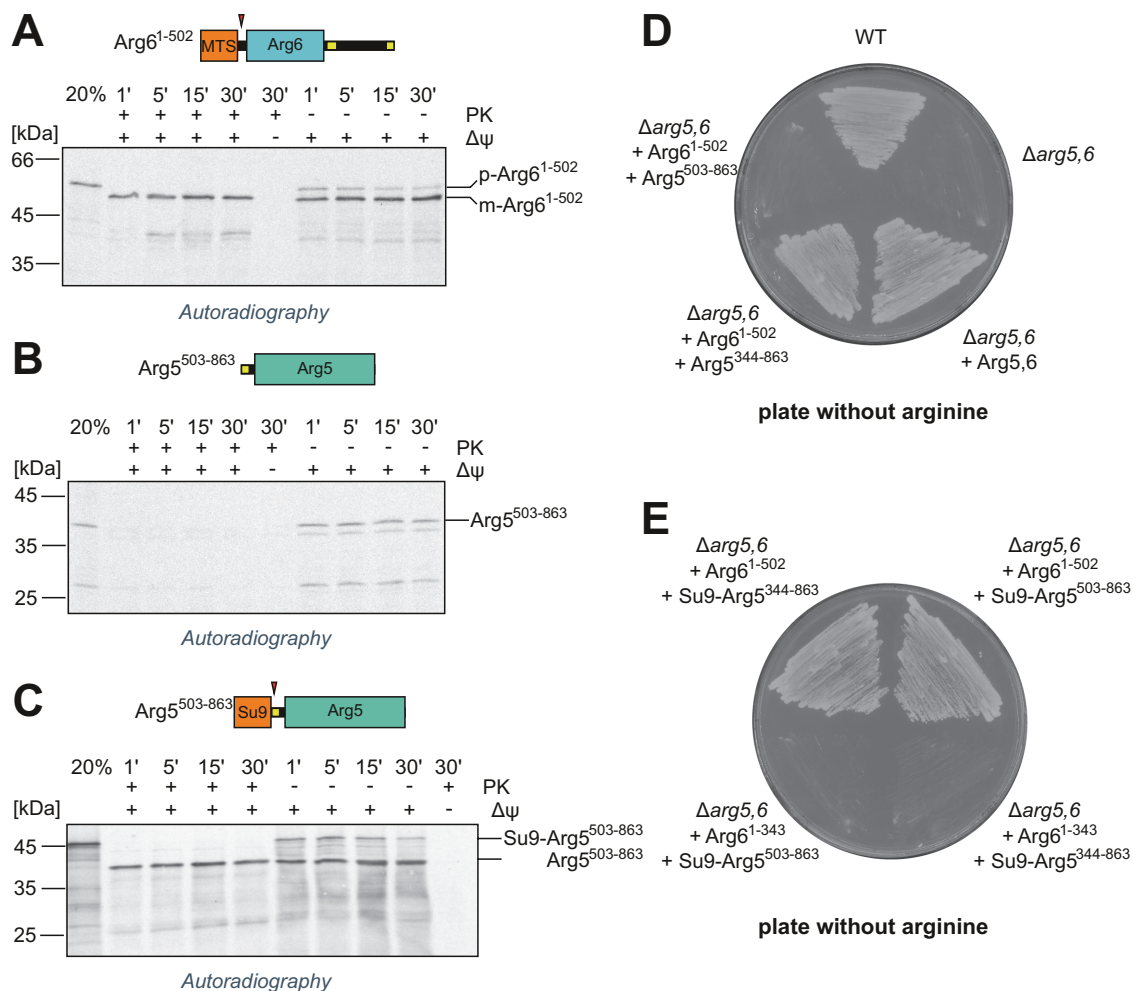 A
Arg6^1-502
MTS
Arg6
20% 1' 5' 15' 30' 30' 1' 5' 15' 30'
+ + + + + - - - - PK
+ + + + - + + + + Δψ
[kDa]
66
45
35
p-Arg6^1-502
m-Arg6^1-502
Autoradiography
B
Arg5^503-863
Arg5
20% 1' 5' 15' 30' 30' 1' 5' 15' 30'
+ + + + + - - - - PK
+ + + + - + + + + Δψ
[kDa]
45
35
25
Arg5^503-863
Autoradiography
C
Arg5^503-863
Su9
Arg5
20% 1' 5' 15' 30' 1' 5' 15' 30' 30'
+ + + + - - - - + PK
+ + + + + + + + - Δψ
[kDa]
45
35
25
Su9-Arg5^503-863
Arg5^503-863
Autoradiography
D
WT
Δarg5,6
+ Arg6^1-502
+ Arg5^503-863
Δarg5,6
Δarg5,6
+ Arg6^1-502
+ Arg5^344-863
Δarg5,6
+ Arg5,6
plate without arginine
E
Δarg5,6
+ Arg6^1-502
+ Su9-Arg5^344-863
Δarg5,6
+ Arg6^1-502
+ Su9-Arg5^503-863
Δarg5,6
+ Arg6^1-343
+ Su9-Arg5^503-863
Δarg5,6
+ Arg6^1-343
+ Su9-Arg5^344-863
plate without arginine